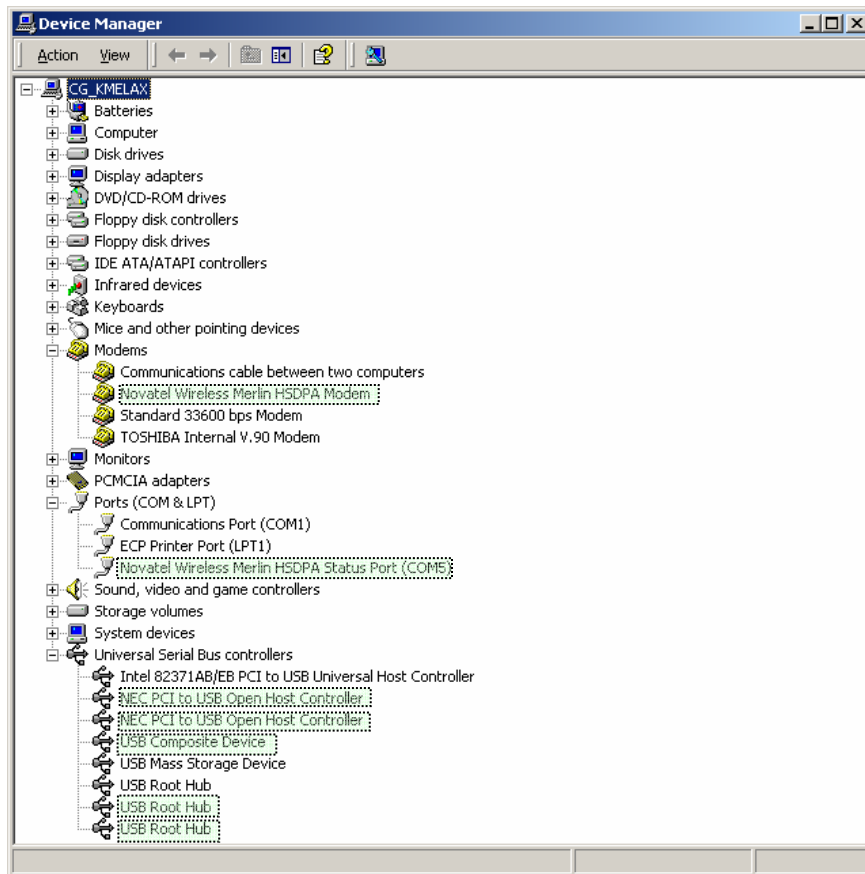 Device Manager
Action View
CG_KMELAX
Batteries
Computer
Disk drives
Display adapters
DVD/CD-ROM drives
Floppy disk controllers
Floppy disk drives
IDE ATA/ATAPI controllers
Infrared devices
Keyboards
Mice and other pointing devices
Modems
Communications cable between two computers
Novatel Wireless Merlin HSDPA Modem
Standard 33600 bps Modem
TOSHIBA Internal V.90 Modem
Monitors
PCMCIA adapters
Ports (COM & LPT)
Communications Port (COM1)
ECP Printer Port (LPT1)
Novatel Wireless Merlin HSDPA Status Port (COM5)
Sound, video and game controllers
Storage volumes
System devices
Universal Serial Bus controllers
Intel 82371AB/EB PCI to USB Universal Host Controller
NEC PCI to USB Open Host Controller
NEC PCI to USB Open Host Controller
USB Composite Device
USB Mass Storage Device
USB Root Hub
USB Root Hub
USB Root Hub